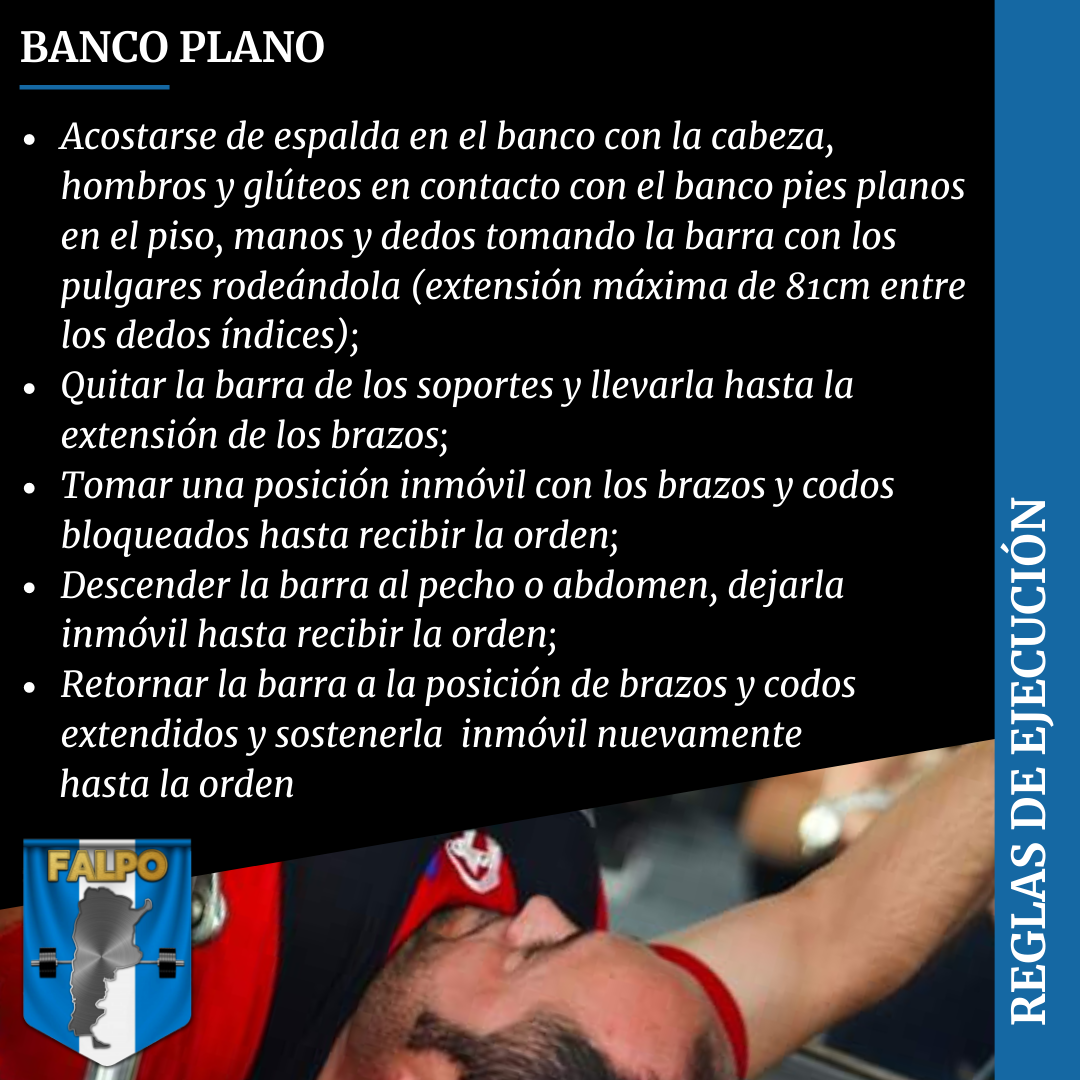 BANCO PLANO
• Acostarse de espalda en el banco con la cabeza,
hombros y glúteos en contacto con el banco pies planos
en el piso, manos y dedos tomando la barra con los
pulgares rodeándola (extensión máxima de 81cm entre
los dedos índices);
• Quitar la barra de los soportes y llevarla hasta la
extensión de los brazos;
• Tomar una posición inmóvil con los brazos y codos
bloqueados hasta recibir la orden;
• Descender la barra al pecho o abdomen, dejarla
inmóvil hasta recibir la orden;
• Retornar la barra a la posición de brazos y codos
extendidos y sostenerla  inmóvil nuevamente
hasta la orden
FALPO
REGLAS DE EJECUCIÓN